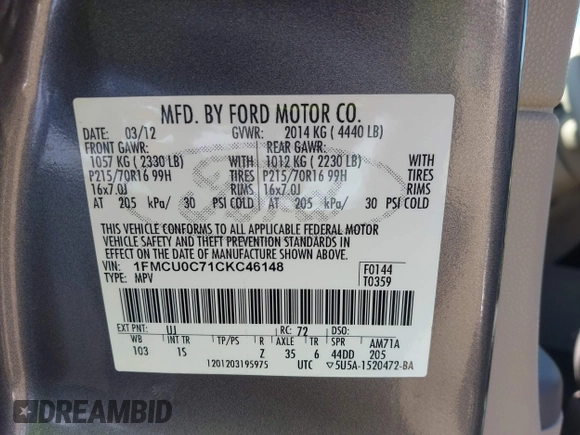 MFD. BY FORD MOTOR CO.
DATE: 03/12 GVWR: 2014 KG ( 4440 LB)
FRONT GAWR: REAR GAWR:
1057 KG ( 2330 LB) WITH 1012 KG ( 2230 LB) WITH
P215/70R16 99H TIRES P215/70R16 99H TIRES
16x7.0J RIMS 16x7.0J RIMS
AT 205 kPa/ 30 PSI COLD AT 205 kPa/ 30 PSI COLD
Ford
THIS VEHICLE CONFORMS TO ALL APPLICABLE FEDERAL MOTOR
VEHICLE SAFETY AND THEFT PREVENTION STANDARDS IN
EFFECT ON THE DATE OF MANUFACTURE SHOWN ABOVE.
VIN: 1FMCU0C71CKC46148 F0144
TYPE: MPV T0359
EXT PNT: UJ RC: 72 DSO:
WB INT TR TP/PS R AXLE TR SPR AM71A
103 IS Z 35 6 44DD 205
1201203195975 UTC ▽5U5A-1520472-BA
DREAMBID